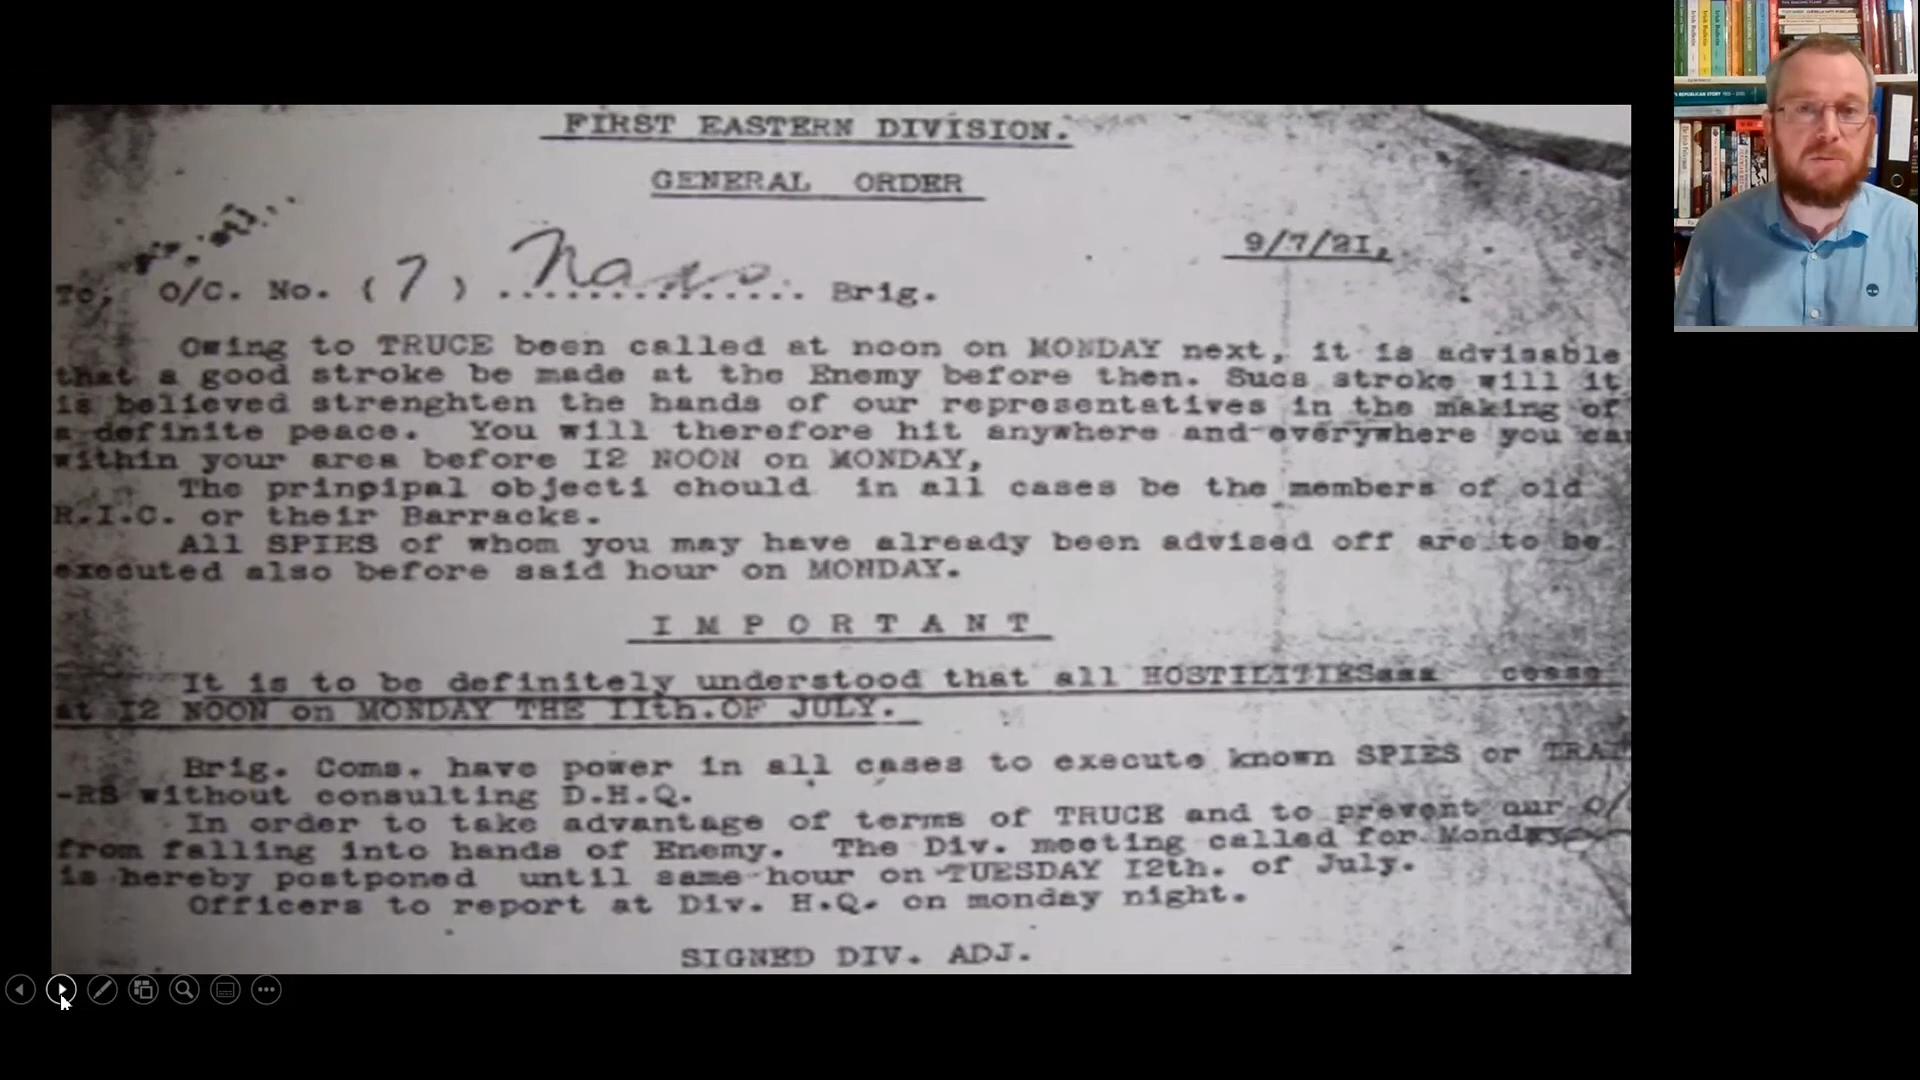 FIRST EASTERN DIVISION.
GENERAL ORDER
9/7/21,
To, O/C. No. (7) Naas Brig.
Owing to TRUCE been called at noon on MONDAY next, it is advisable
that a good stroke be made at the Enemy before then. Sucs stroke will it
is believed strenghten the hands of our representatives in the making of
a definite peace. You will therefore hit anywhere and everywhere you can
within your area before I2 NOON on MONDAY,
The prinpipal objecti chould in all cases be the members of old
R.I.C. or their Barracks.
All SPIES of whom you may have already been advised off are to be
executed also before said hour on MONDAY.
IMPORTANT
It is to be definitely understood that all HOSTILITIES cease
at I2 NOON on MONDAY THE IIth.OF JULY.
Brig. Coms. have power in all cases to execute known SPIES or TRAI
-RS without consulting D.H.Q.
In order to take advantage of terms of TRUCE and to prevent our
from falling into hands of Enemy. The Div. meeting called for Monday
is hereby postponed until same hour on TUESDAY I2th. of July.
Officers to report at Div. H.Q. on monday night.
SIGNED DIV. ADJ.